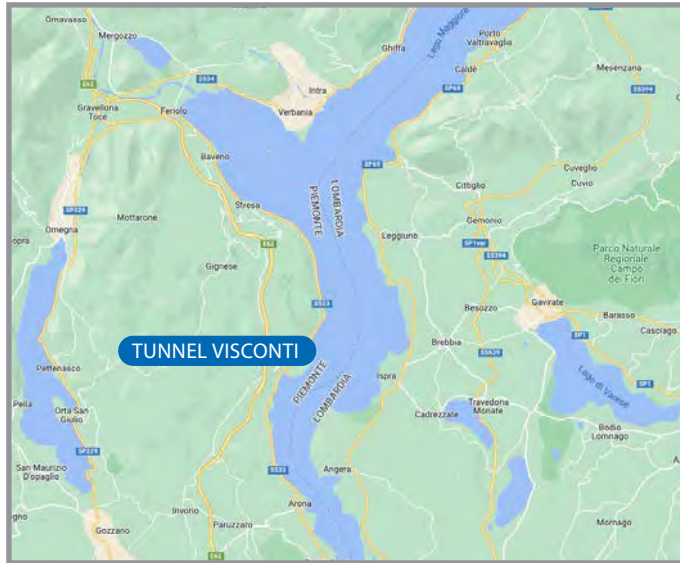 Ornavasso
Mergozzo
Ghiffa
Porto
Valtravaglia
Lago Maggiore
Caldè
Mesenzana
E62
SS34
Intra
SP69
SS394
Gravellona
Toce
Feriolo
Verbania
Baveno
SP69
Cuveglio
Cittiglio
Cuvio
PIEMONTE
LOMBARDIA
Stresa
SP229
Mottarone
Gemonio
Omegna
Leggiuno
SP1var
opra
E62
SS394
Parco Naturale
Regionale
Campo
dei Fiori
Gignese
SS33
Besozzo
Gavirate
Barasso
Casciago
SP1
TUNNEL VISCONTI
Brebbia
Pettenasco
PIEMONTE
LOMBARDIA
Ispra
Lago di Varese
SP1
Pella
Orta San
Giulio
Cadrezzate
Travedona
Monate
Bodio
Lomnago
SP229
San Maurizio
D'opaglio
SS33
Angera
Arona
Invorio
Paruzzaro
gno
Gozzano
Mornago
E62